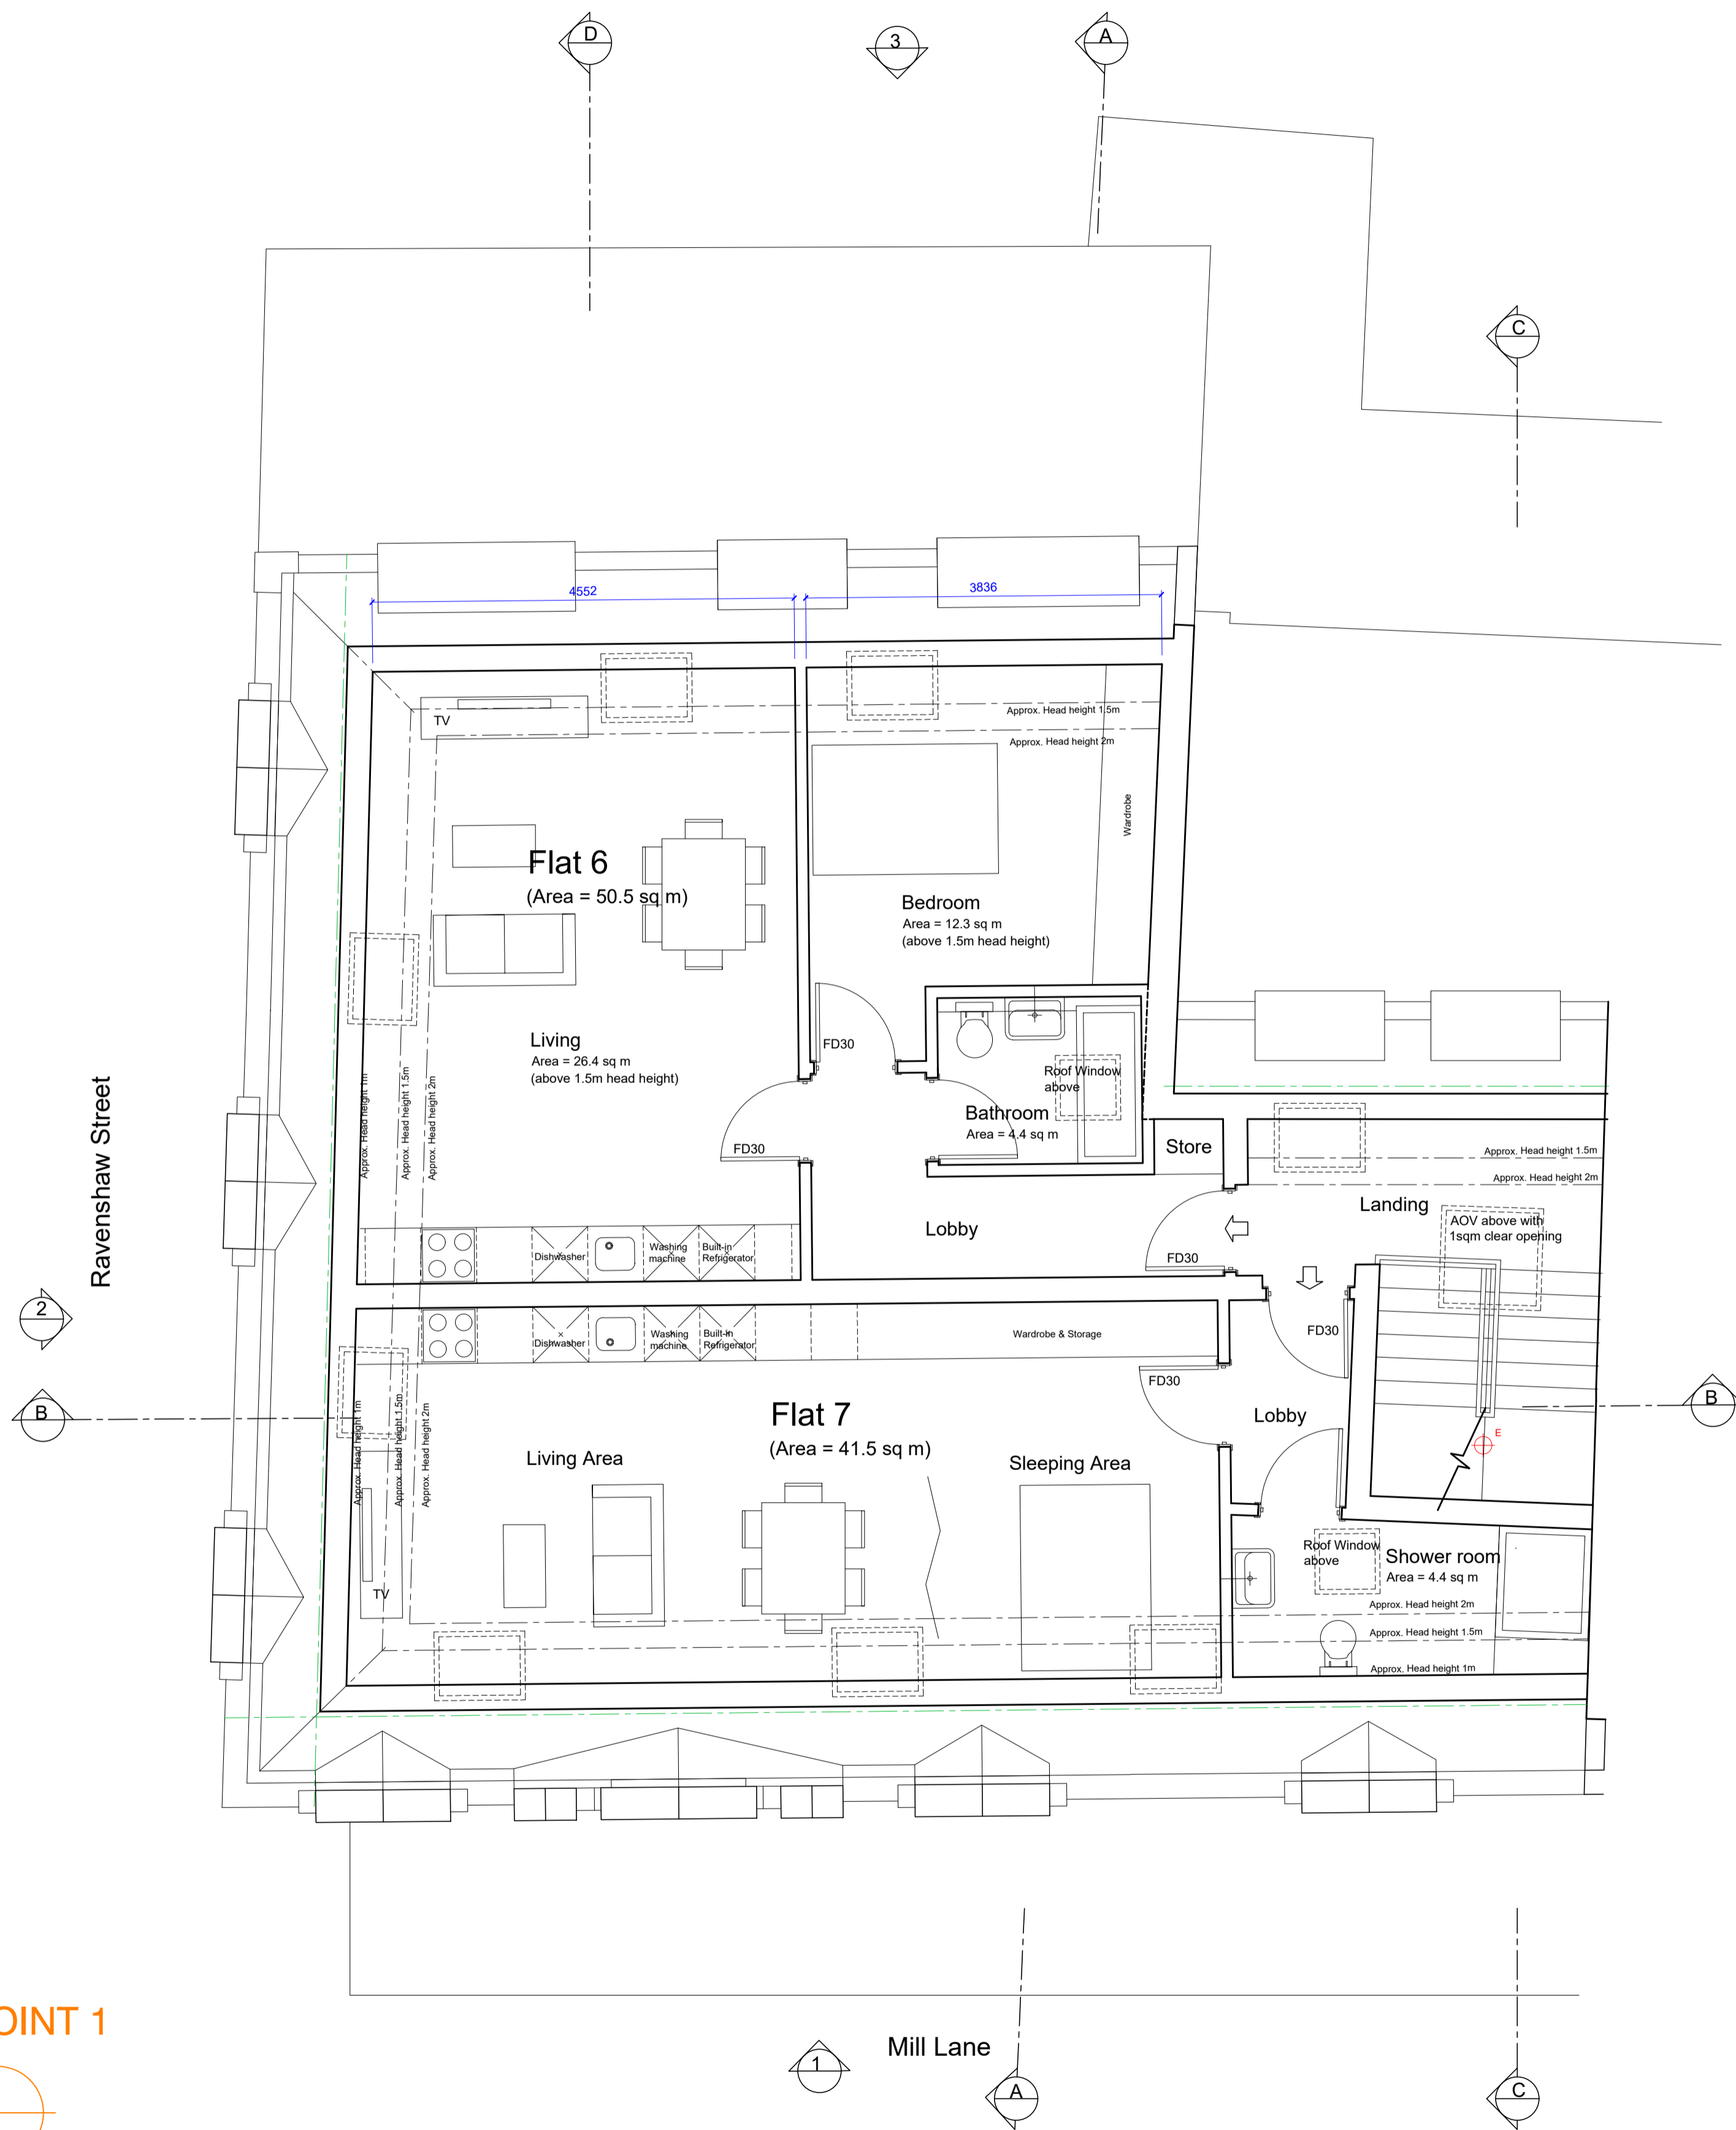 D
3
A
C
4552
3836
TV
Approx. Head height 1.5m
Approx. Head height 2m
Wardrobe
Flat 6
(Area = 50.5 sq m)
Bedroom
Area = 12.3 sq m
(above 1.5m head height)
Living
Area = 26.4 sq m
(above 1.5m head height)
FD30
Roof Window
above
Bathroom
Area = 4.4 sq m
FD30
Store
Approx. Head height 1m
Approx. Head height 1.5m
Approx. Head height 2m
Ravenshaw Street
Approx. Head height 1.5m
Approx. Head height 2m
Landing
AOV above with
1sqm clear opening
Lobby
FD30
Dishwasher
Washing
machine
Built-in
Refrigerator
2
Dishwasher
Washing
machine
Built-in
Refrigerator
Wardrobe & Storage
FD30
FD30
B
B
Flat 7
(Area = 41.5 sq m)
Lobby
E
Living Area
Sleeping Area
Approx. Head height 1m
Approx. Head height 1.5m
Approx. Head height 2m
TV
Roof Window
above
Shower room
Area = 4.4 sq m
Approx. Head height 2m
Approx. Head height 1.5m
Approx. Head height 1m
OINT 1
Mill Lane
1
A
C